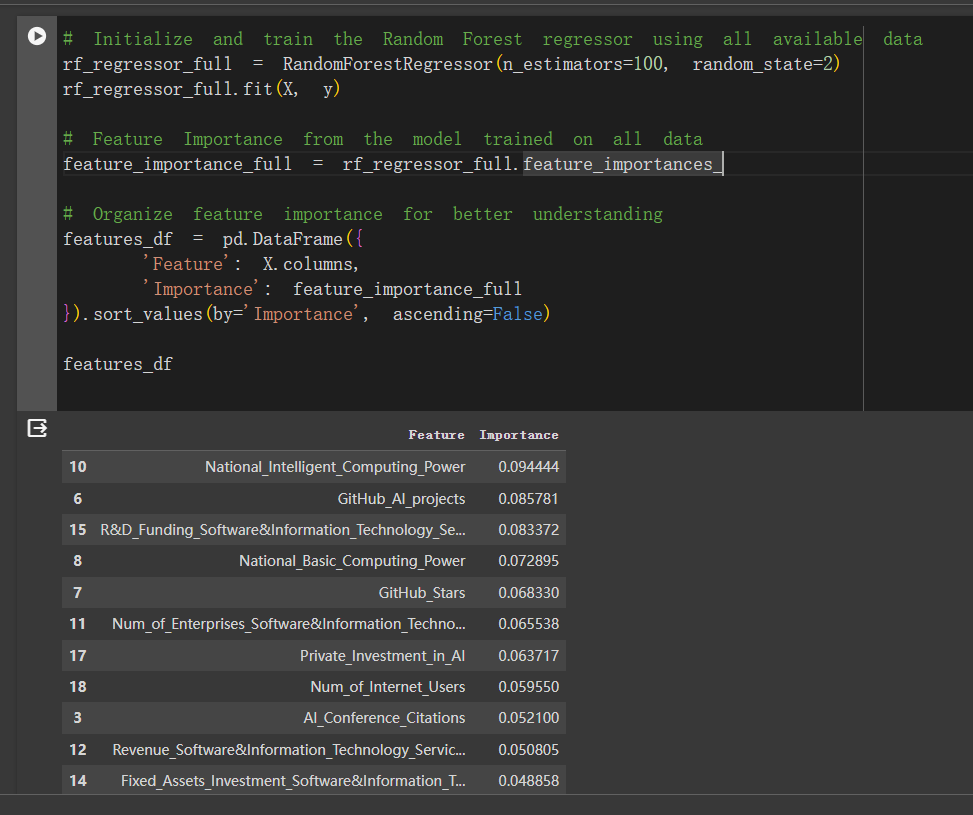 # Initialize and train the Random Forest regressor using all available data
rf_regressor_full = RandomForestRegressor(n_estimators=100, random_state=2)
rf_regressor_full.fit(X, y)
# Feature Importance from the model trained on all data
feature_importance_full = rf_regressor_full.feature_importances_
# Organize feature importance for better understanding
features_df = pd.DataFrame({
'Feature': X.columns,
'Importance': feature_importance_full
}).sort_values(by='Importance', ascending=False)
features_df
Feature Importance
10 National_Intelligent_Computing_Power 0.094444
6 GitHub_AI_projects 0.085781
15 R&D_Funding_Software&Information_Technology_Se... 0.083372
8 National_Basic_Computing_Power 0.072895
7 GitHub_Stars 0.068330
11 Num_of_Enterprises_Software&Information_Techno... 0.065538
17 Private_Investment_in_AI 0.063717
18 Num_of_Internet_Users 0.059550
3 AI_Conference_Citations 0.052100
12 Revenue_Software&Information_Technology_Servic... 0.050805
14 Fixed_Assets_Investment_Software&Information_T... 0.048858